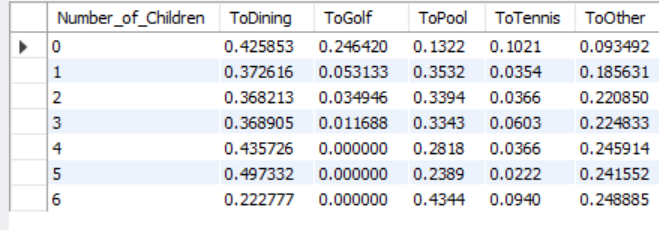 Number_of_Children ToDining ToGolf ToPool ToTennis ToOther
0 0.425853 0.246420 0.1322 0.1021 0.093492
1 0.372616 0.053133 0.3532 0.0354 0.185631
2 0.368213 0.034946 0.3394 0.0366 0.220850
3 0.368905 0.011688 0.3343 0.0603 0.224833
4 0.435726 0.000000 0.2818 0.0366 0.245914
5 0.497332 0.000000 0.2389 0.0222 0.241552
6 0.222777 0.000000 0.4344 0.0940 0.248885